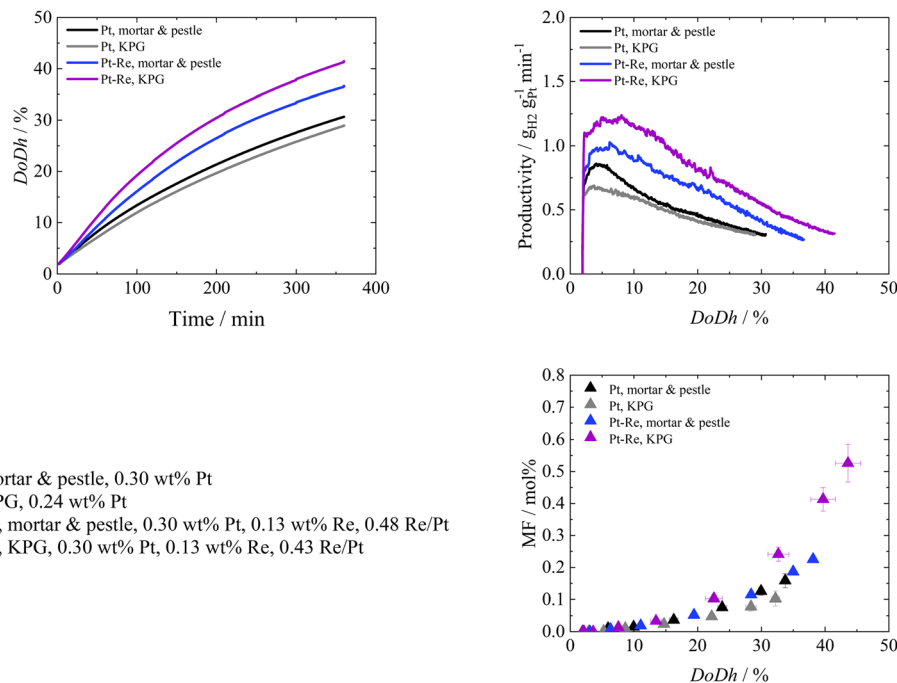 50
40
30
20
10
0
DoDh / %
Pt, mortar & pestle
Pt, KPG
Pt-Re, mortar & pestle
Pt-Re, KPG
0 100 200 300 400
Time / min
2.0
1.5
1.0
0.5
0.0
Productivity / g_H2 g_Pt^-1 min^-1
Pt, mortar & pestle
Pt, KPG
Pt-Re, mortar & pestle
Pt-Re, KPG
0 10 20 30 40 50
DoDh / %
& pestle, 0.30 wt% Pt
0.24 wt% Pt
, mortar & pestle, 0.30 wt% Pt, 0.13 wt% Re, 0.48 Re/Pt
, KPG, 0.30 wt% Pt, 0.13 wt% Re, 0.43 Re/Pt
0.8
0.7
0.6
0.5
0.4
0.3
0.2
0.1
0.0
MF / mol%
Pt, mortar & pestle
Pt, KPG
Pt-Re, mortar & pestle
Pt-Re, KPG
0 10 20 30 40 50
DoDh / %